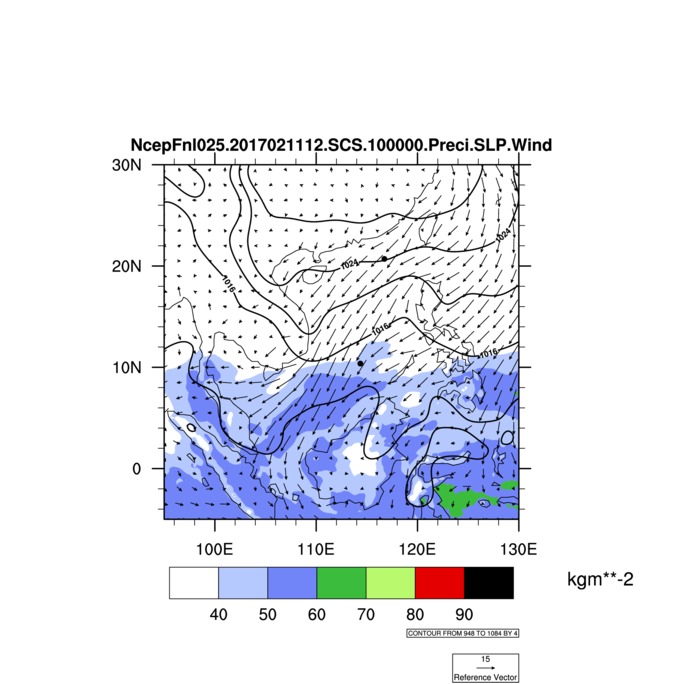 NcepFnl025.2017021112.SCS.100000.Preci.SLP.Wind
30N
20N
10N
0
1024
1024
1016
1016
1016
100E 110E 120E 130E
kgm**-2
40 50 60 70 80 90
CONTOUR FROM 948 TO 1084 BY 4
15
Reference Vector